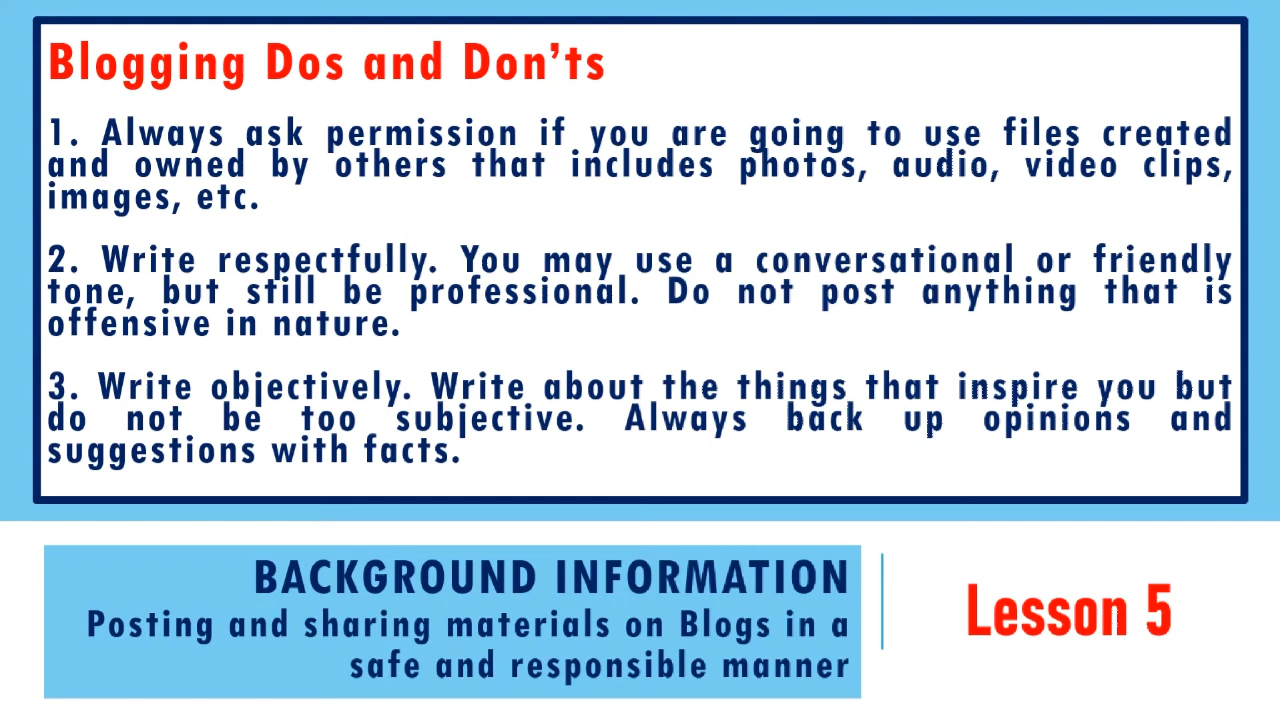 Blogging Dos and Don’ts
1. Always ask permission if you are going to use files created
and owned by others that includes photos, audio, video clips,
images, etc.
2. Write respectfully. You may use a conversational or friendly
tone, but still be professional. Do not post anything that is
offensive in nature.
3. Write objectively. Write about the things that inspire you but
do not be too subjective. Always back up opinions and
suggestions with facts.
BACKGROUND INFORMATION
Posting and sharing materials on Blogs in a
safe and responsible manner
Lesson 5